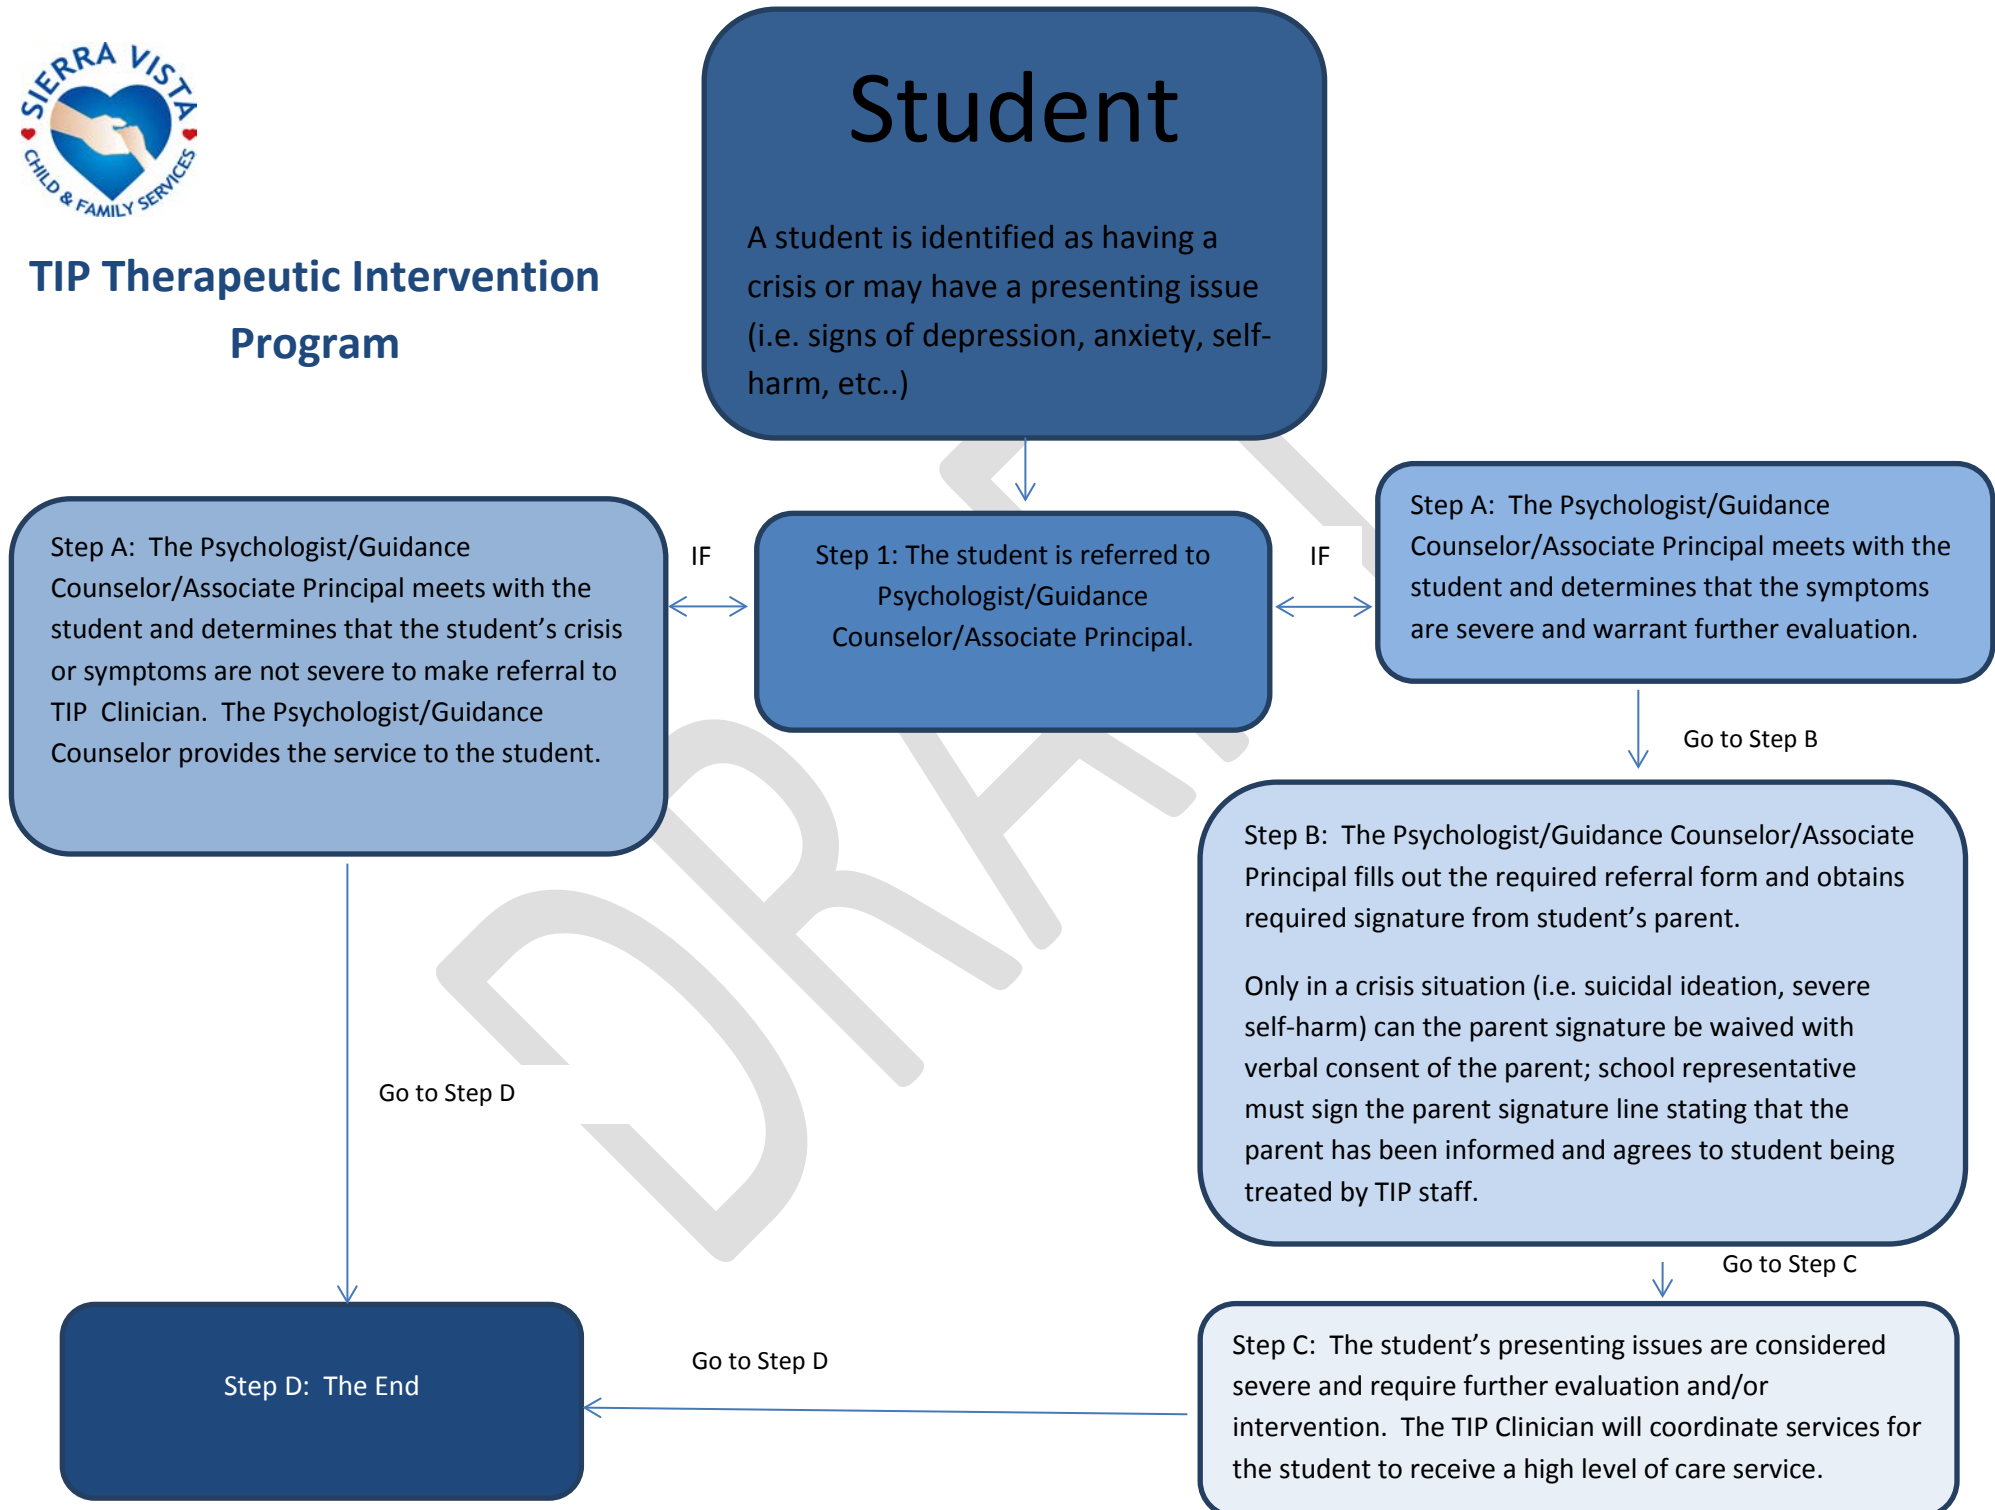 SIERRA VISTA
CHILD & FAMILY SERVICES
TIP Therapeutic Intervention
Program
Student
A student is identified as having a
crisis or may have a presenting issue
(i.e. signs of depression, anxiety, self-
harm, etc..)
Step A:  The Psychologist/Guidance
Counselor/Associate Principal meets with the
student and determines that the student’s crisis
or symptoms are not severe to make referral to
TIP  Clinician.  The Psychologist/Guidance
Counselor provides the service to the student.
IF
Step 1: The student is referred to
Psychologist/Guidance
Counselor/Associate Principal.
IF
Step A:  The Psychologist/Guidance
Counselor/Associate Principal meets with the
student and determines that the symptoms
are severe and warrant further evaluation.
Go to Step B
Step B:  The Psychologist/Guidance Counselor/Associate
Principal fills out the required referral form and obtains
required signature from student’s parent.
Only in a crisis situation (i.e. suicidal ideation, severe
self-harm) can the parent signature be waived with
verbal consent of the parent; school representative
must sign the parent signature line stating that the
parent has been informed and agrees to student being
treated by TIP staff.
Go to Step D
Go to Step C
Step C:  The student’s presenting issues are considered
severe and require further evaluation and/or
intervention.  The TIP Clinician will coordinate services for
the student to receive a high level of care service.
Go to Step D
Step D:  The End
DRAFT